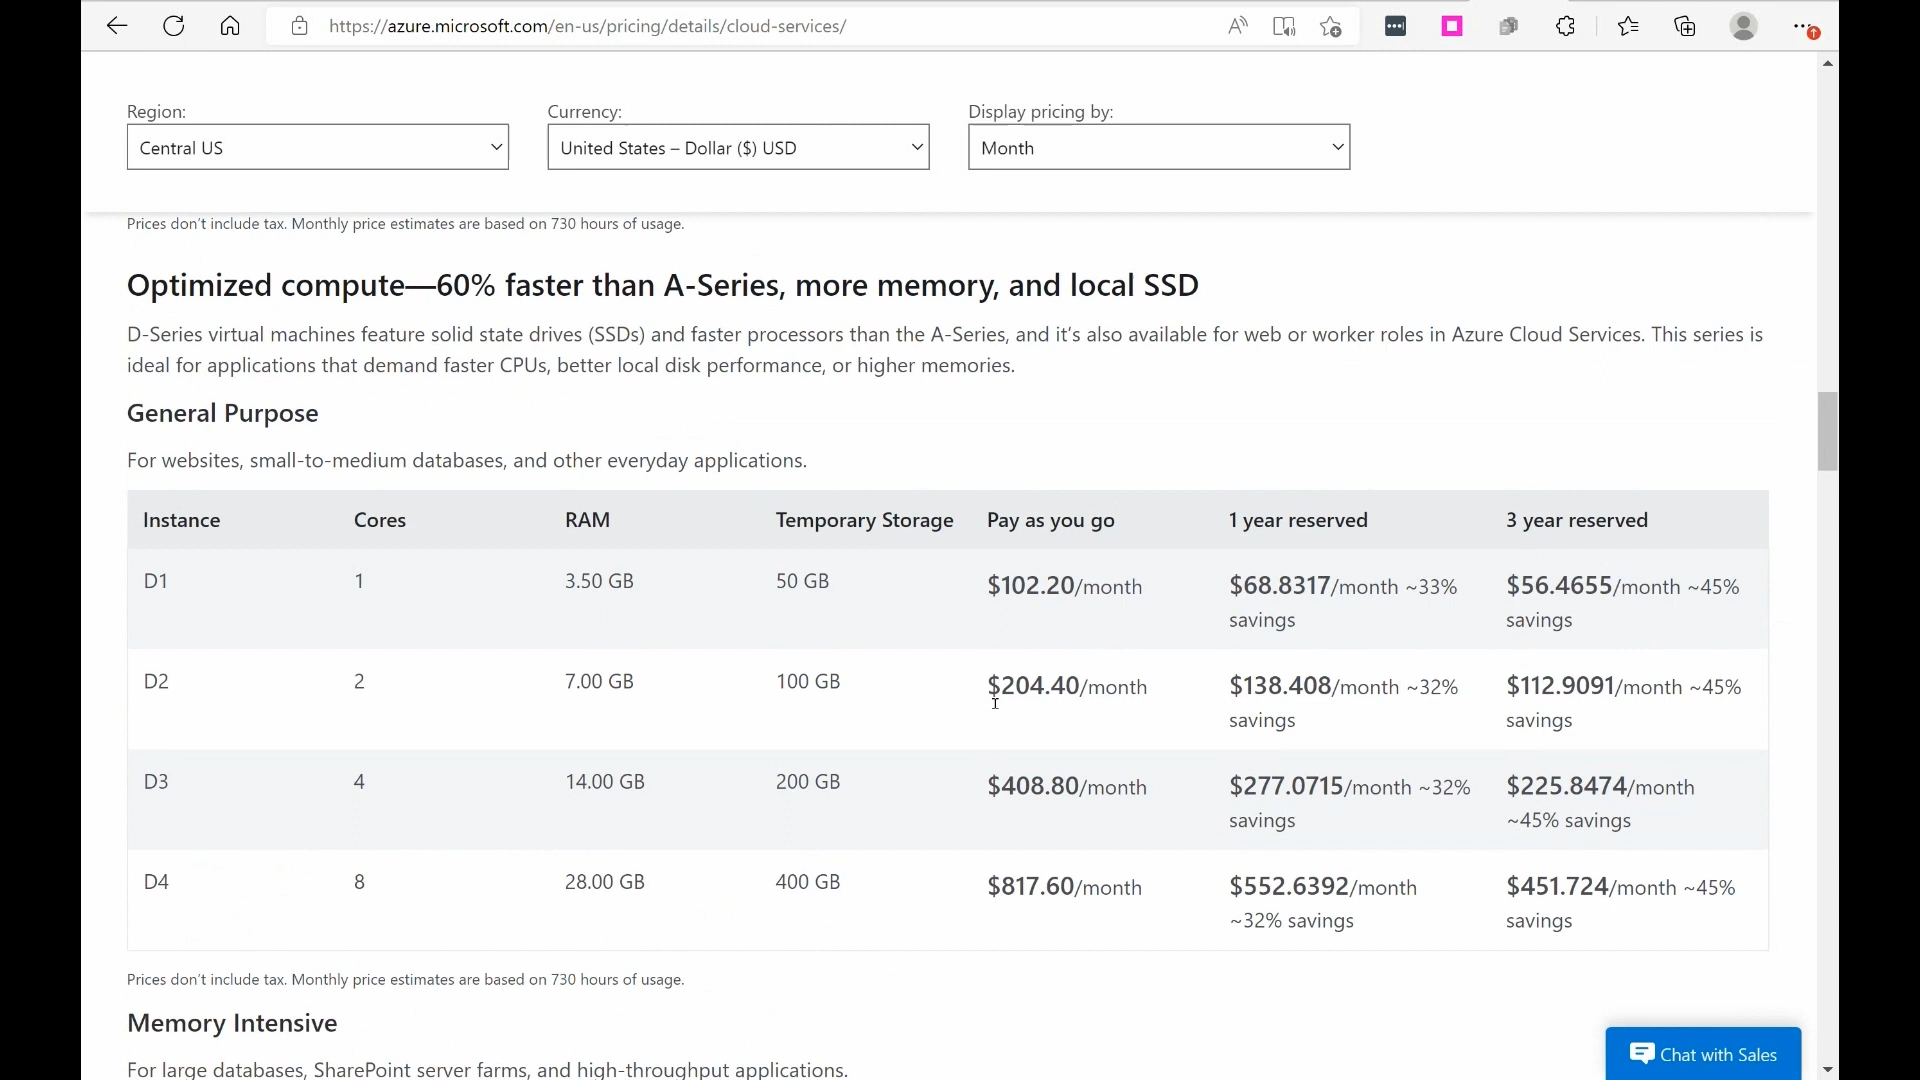 https://azure.microsoft.com/en-us/pricing/details/cloud-services/
Region: Currency: Display pricing by:
Central US United States – Dollar ($) USD Month
Prices don't include tax. Monthly price estimates are based on 730 hours of usage.
Optimized compute—60% faster than A-Series, more memory, and local SSD
D-Series virtual machines feature solid state drives (SSDs) and faster processors than the A-Series, and it's also available for web or worker roles in Azure Cloud Services. This series is
ideal for applications that demand faster CPUs, better local disk performance, or higher memories.
General Purpose
For websites, small-to-medium databases, and other everyday applications.
Instance Cores RAM Temporary Storage Pay as you go 1 year reserved 3 year reserved
D1 1 3.50 GB 50 GB $102.20/month $68.8317/month ~33% $56.4655/month ~45%
savings savings
D2 2 7.00 GB 100 GB $204.40/month $138.408/month ~32% $112.9091/month ~45%
savings savings
D3 4 14.00 GB 200 GB $408.80/month $277.0715/month ~32% $225.8474/month
savings ~45% savings
D4 8 28.00 GB 400 GB $817.60/month $552.6392/month $451.724/month ~45%
~32% savings savings
Prices don't include tax. Monthly price estimates are based on 730 hours of usage.
Memory Intensive
For large databases, SharePoint server farms, and high-throughput applications.
Chat with Sales